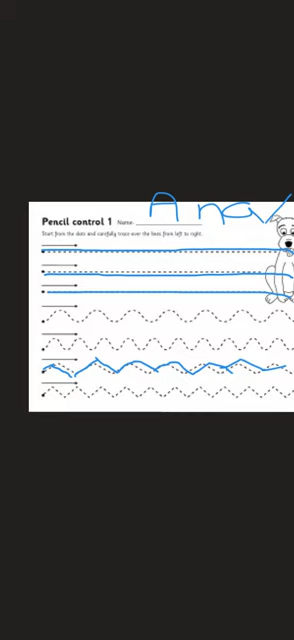 Pencil control 1 Name:
Start from the dots and carefully trace over the lines from left to right.